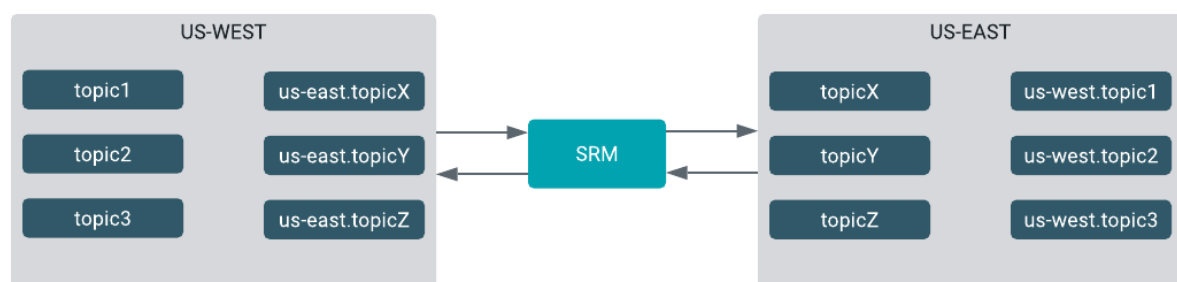 US-WEST
topic1
us-east.topicX
topic2
us-east.topicY
topic3
us-east.topicZ
SRM
US-EAST
topicX
us-west.topic1
topicY
us-west.topic2
topicZ
us-west.topic3